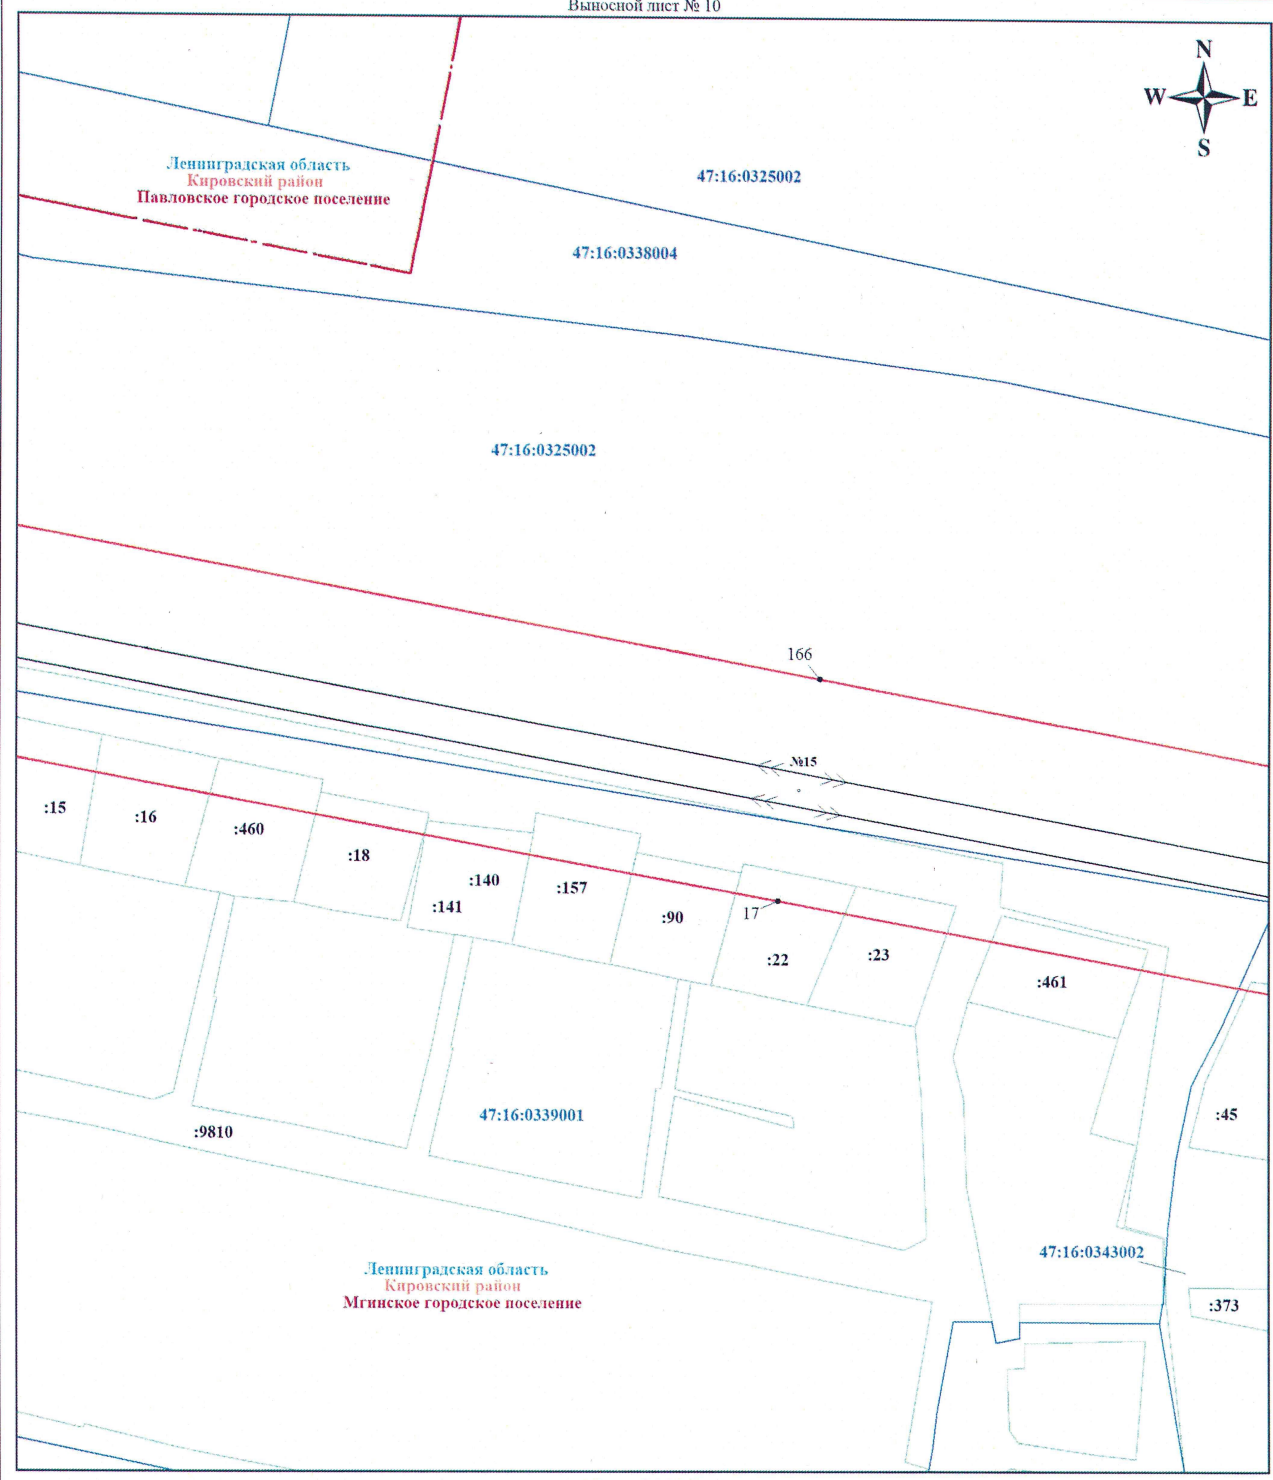 Выносной лист № 10
N
W E
S
Ленинградская область
Кировский район
Павловское городское поселение
47:16:0325002
47:16:0338004
47:16:0325002
166
№15
:15
:16
:460
:18
:140
:141
:157
:90
17
:22
:23
:461
47:16:0339001
:45
:9810
47:16:0343002
Ленинградская область
Кировский район
Мгинское городское поселение
:373